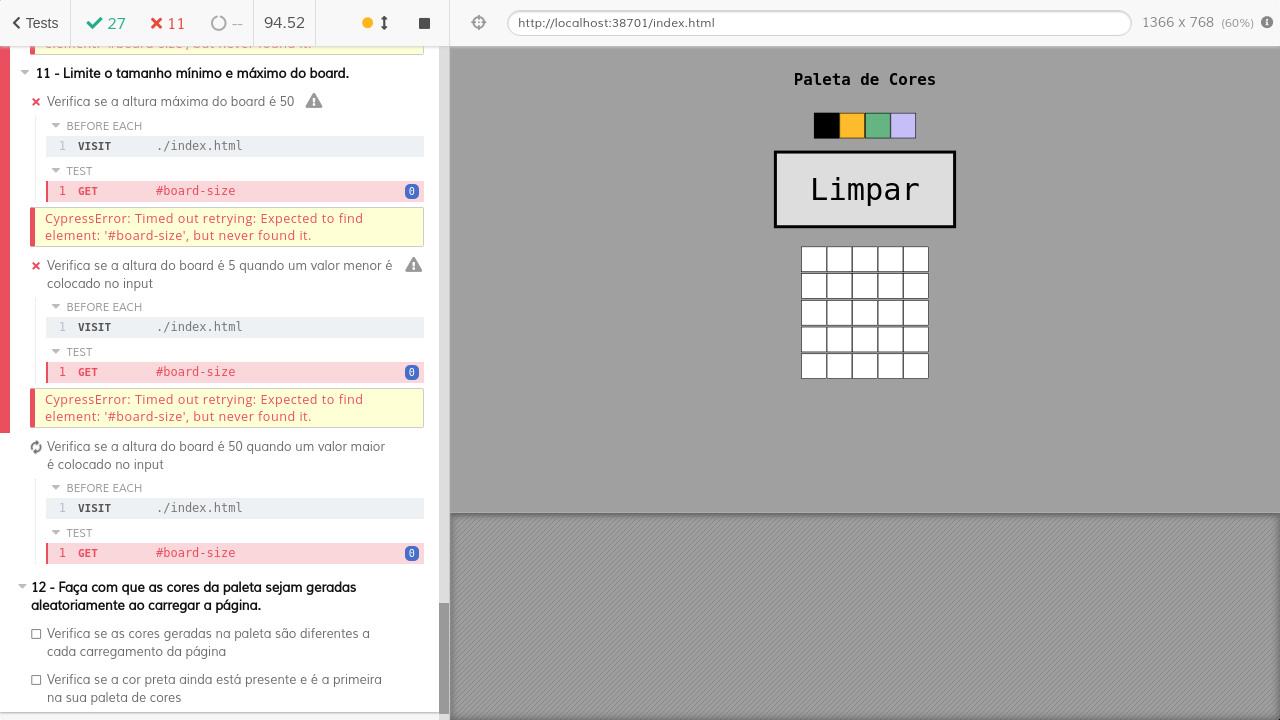 Tests 27 11 -- 94.52
http://localhost:38701/index.html 1366 x 768 (60%)
element: '#board-size', but never found it.
11 - Limite o tamanho mínimo e máximo do board.
Verifica se a altura máxima do board é 50
BEFORE EACH
1 VISIT ./index.html
TEST
1 GET #board-size 0
CypressError: Timed out retrying: Expected to find
element: '#board-size', but never found it.
Verifica se a altura do board é 5 quando um valor menor é
colocado no input
BEFORE EACH
1 VISIT ./index.html
TEST
1 GET #board-size 0
CypressError: Timed out retrying: Expected to find
element: '#board-size', but never found it.
Verifica se a altura do board é 50 quando um valor maior
é colocado no input
BEFORE EACH
1 VISIT ./index.html
TEST
1 GET #board-size 0
12 - Faça com que as cores da paleta sejam geradas
aleatoriamente ao carregar a página.
Verifica se as cores geradas na paleta são diferentes a
cada carregamento da página
Verifica se a cor preta ainda está presente e é a primeira
na sua paleta de cores
Paleta de Cores
Limpar